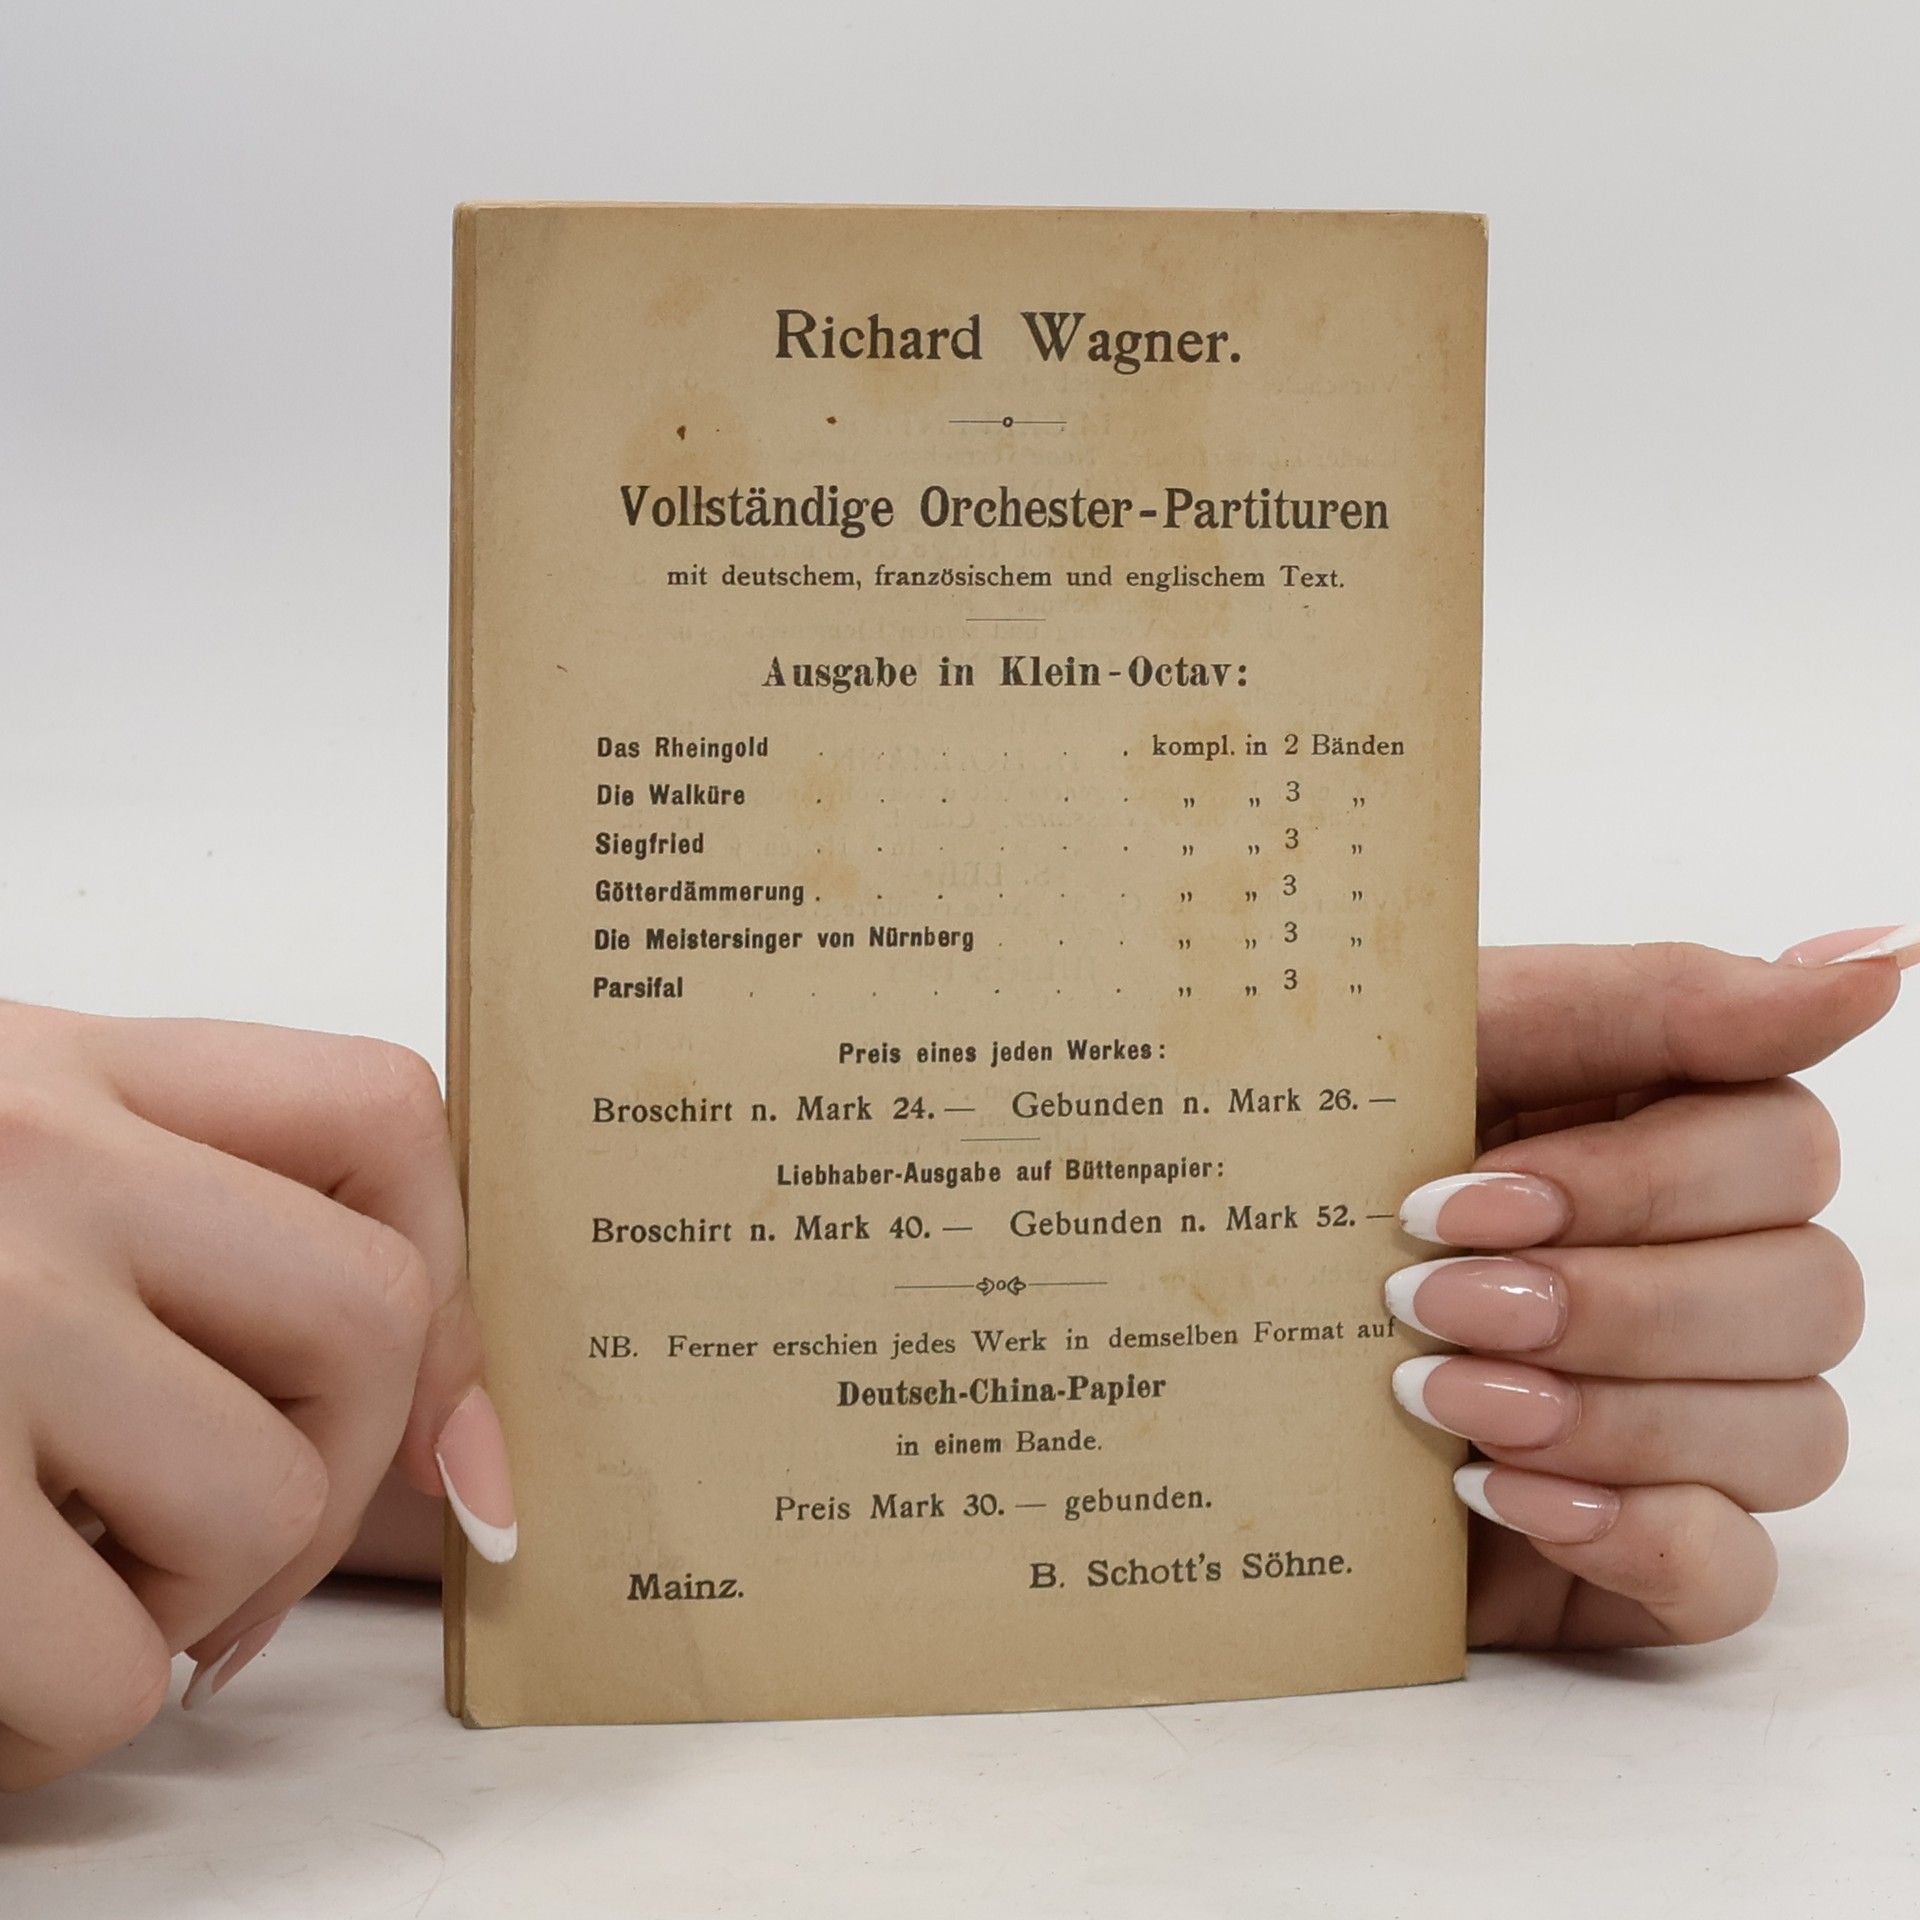 Richard Wagner.
Vollständige Orchester-Partituren
mit deutschem, französischem und englischem Text.
Ausgabe in Klein-Octav:
Das Rheingold . . . . . . kompl. in 2 Bänden
Die Walküre . . . . . . „ „ 3 „
Siegfried . . . . . . „ „ 3 „
Götterdämmerung . . . . . . „ „ 3 „
Die Meistersinger von Nürnberg . . . „ „ 3 „
Parsifal . . . . . . . „ „ 3 „
Preis eines jeden Werkes:
Broschirt n. Mark 24. — Gebunden n. Mark 26. —
Liebhaber-Ausgabe auf Büttenpapier:
Broschirt n. Mark 40. — Gebunden n. Mark 52. —
NB. Ferner erschien jedes Werk in demselben Format auf
Deutsch-China-Papier
in einem Bande.
Preis Mark 30. — gebunden.
Mainz. B. Schott's Söhne.